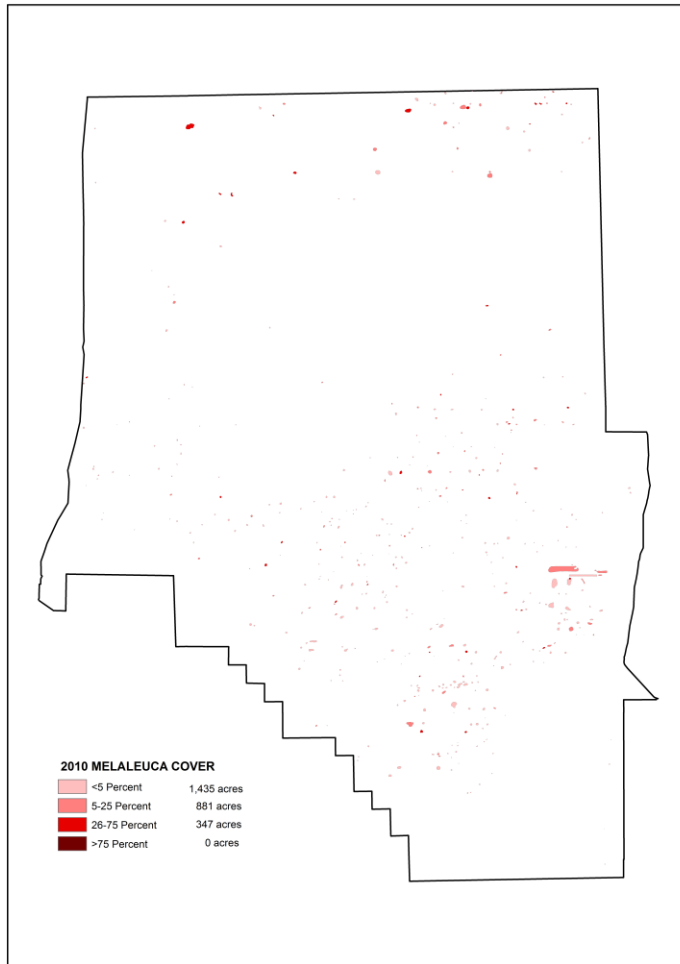 2010 MELALEUCA COVER
<5 Percent 1,435 acres
5-25 Percent 881 acres
26-75 Percent 347 acres
>75 Percent 0 acres